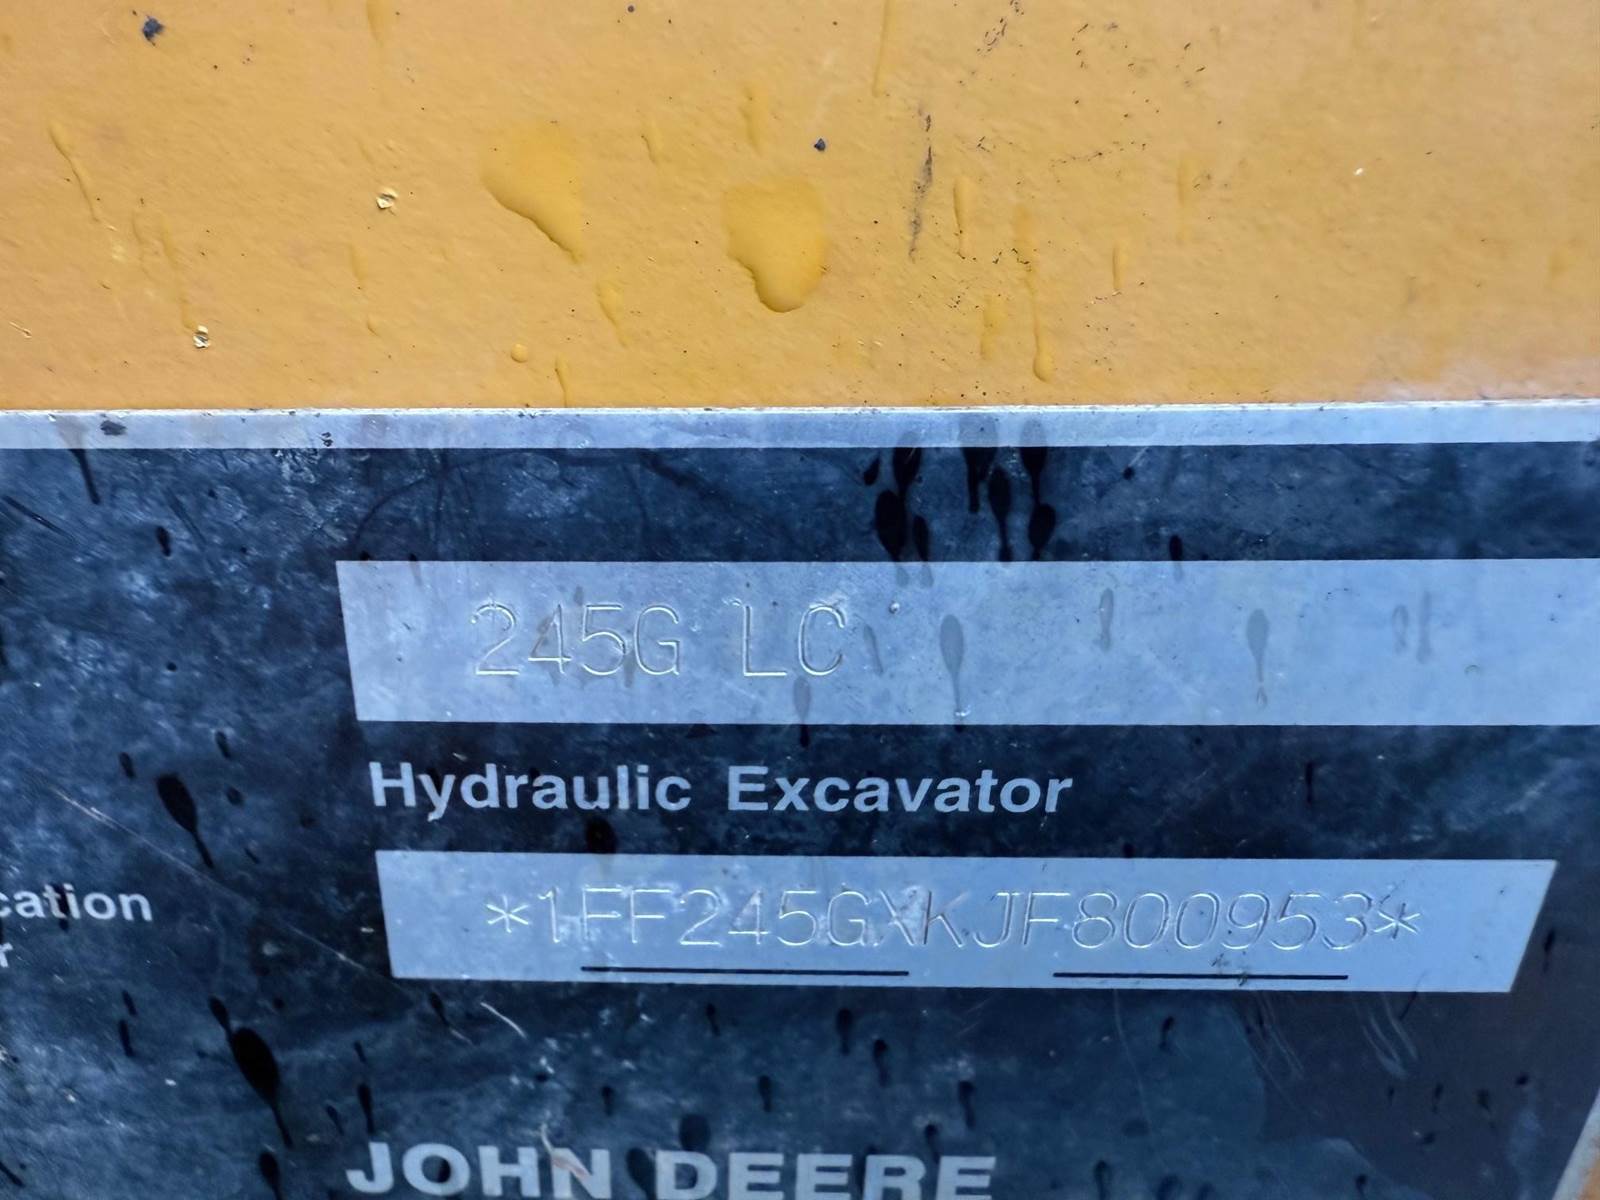 245G LC
Hydraulic Excavator
*1FF245GXKJF800953*
cation
r
JOHN DEERE